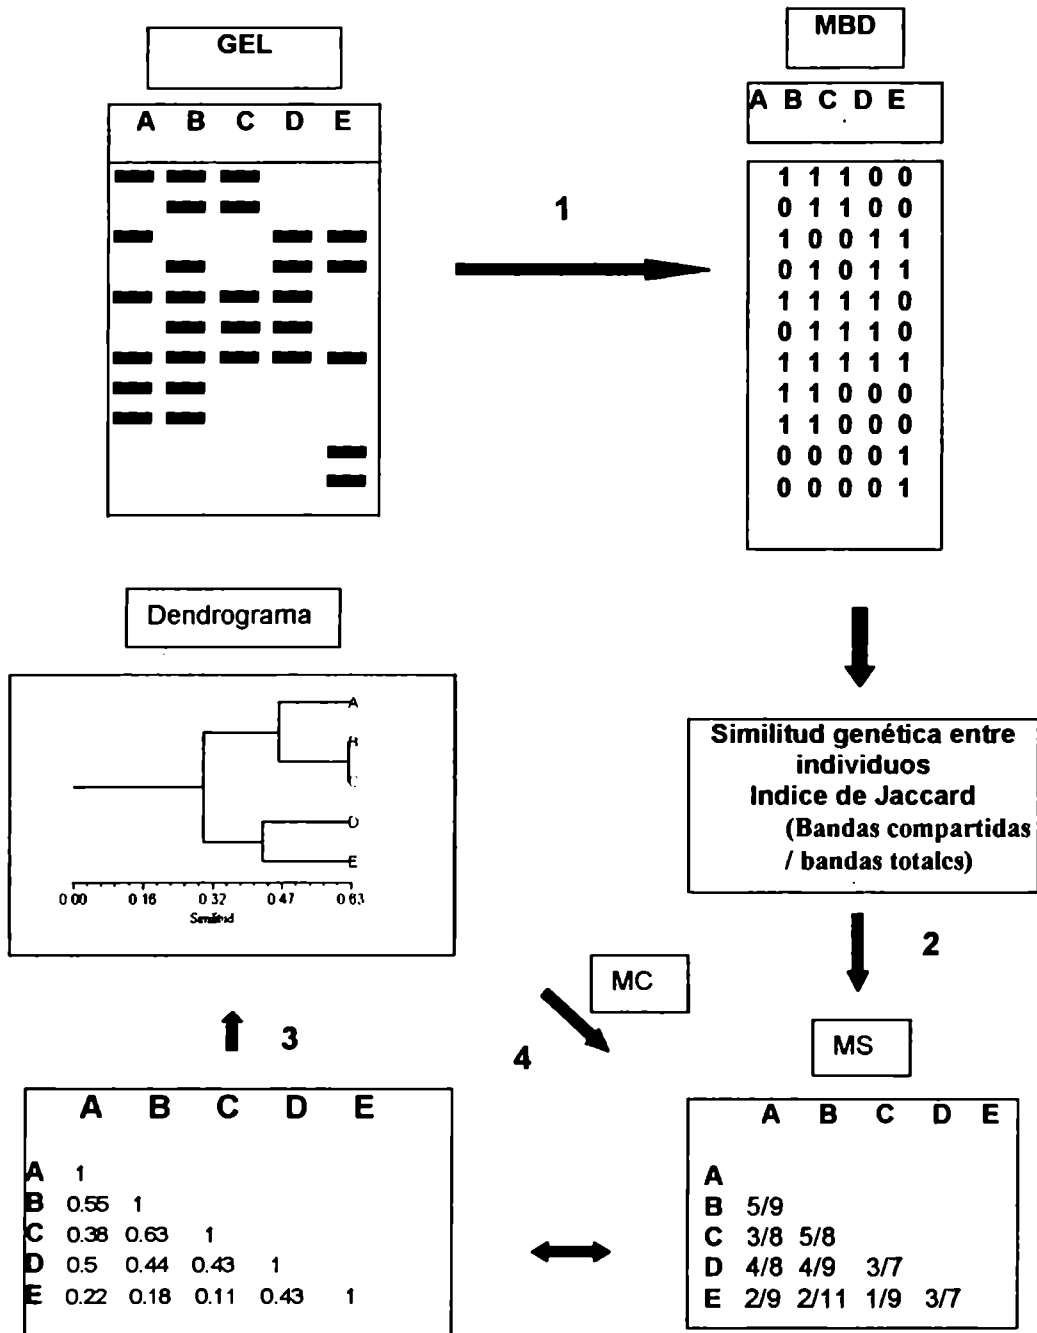 GEL
A B C D E
1
MBD
A B C D E
1 1 1 0 0
0 1 1 0 0
1 0 0 1 1
0 1 0 1 1
1 1 1 1 0
0 1 1 1 0
1 1 1 1 1
1 1 0 0 0
1 1 0 0 0
0 0 0 0 1
0 0 0 0 1
Similitud genética entre
individuos
Indice de Jaccard
(Bandas compartidas
/ bandas totales)
2
MS
A B C D E
A
B 5/9
C 3/8 5/8
D 4/8 4/9 3/7
E 2/9 2/11 1/9 3/7
MC
4
A B C D E
A 1
B 0.55 1
C 0.38 0.63 1
D 0.5 0.44 0.43 1
E 0.22 0.18 0.11 0.43 1
3
Dendrograma
A
B
C
D
E
0.00 0.16 0.32 0.47 0.63
Similitud